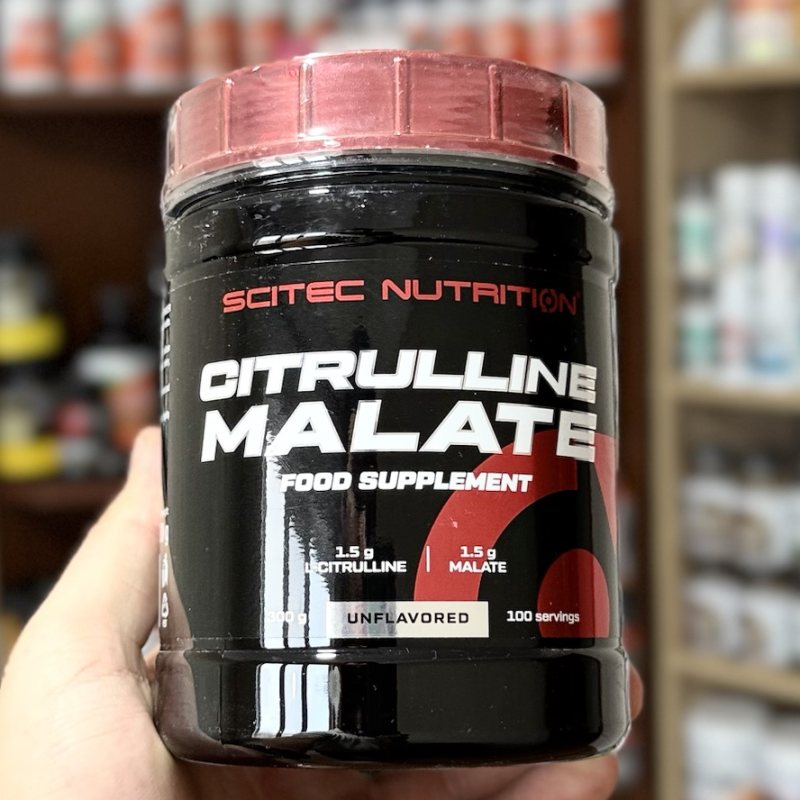 SCITEC NUTRITION
CITRULLINE
MALATE
FOOD SUPPLEMENT
1.5 g
L-CITRULLINE
1.5 g
MALATE
300 g
UNFLAVORED
100 servings